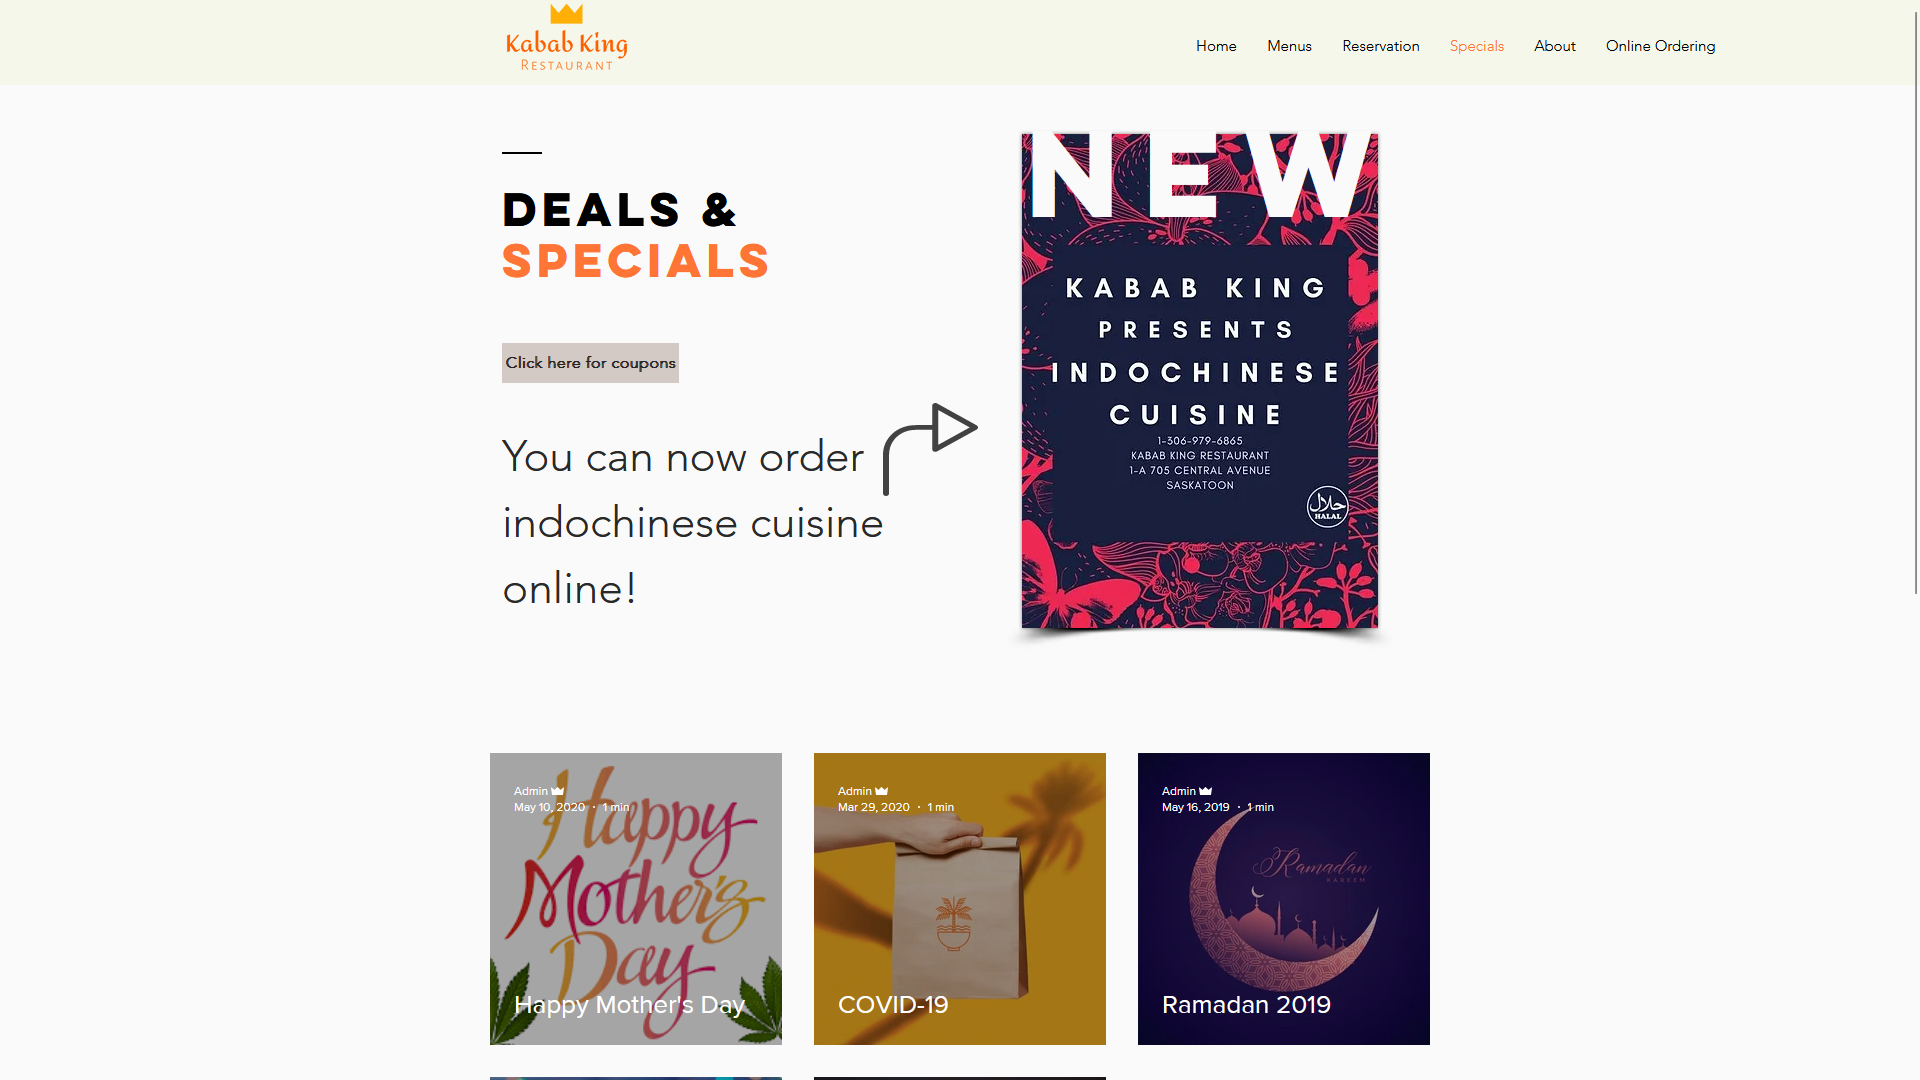 Kabab King
RESTAURANT
Home
Menus
Reservation
Specials
About
Online Ordering
DEALS &
SPECIALS
Click here for coupons
You can now order
indochinese cuisine
online!
NEW
KABAB KING
PRESENTS
INDOCHINESE
CUISINE
1-306-979-6865
KABAB KING RESTAURANT
1-A 705 CENTRAL AVENUE
SASKATOON
حلال
HALAL
Admin
May 10, 2020 · 1 min
Happy
Mother's
Day
Happy Mother's Day
Admin
Mar 29, 2020 · 1 min
COVID-19
Admin
May 16, 2019 · 1 min
Ramadan
KAREEM
Ramadan 2019